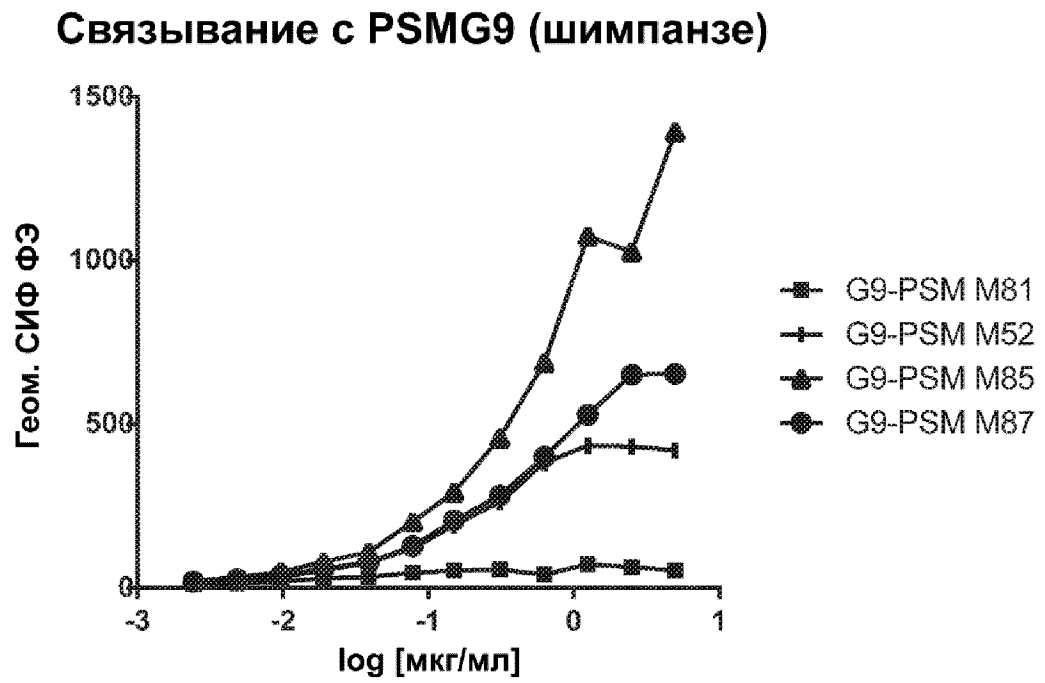 Связывание с PSMG9 (шимпанзе)
1500
1000
500
0
Геом. СИФ ФЭ
-3 -2 -1 0 1
log [мкг/мл]
G9-PSM M81
G9-PSM M52
G9-PSM M85
G9-PSM M87